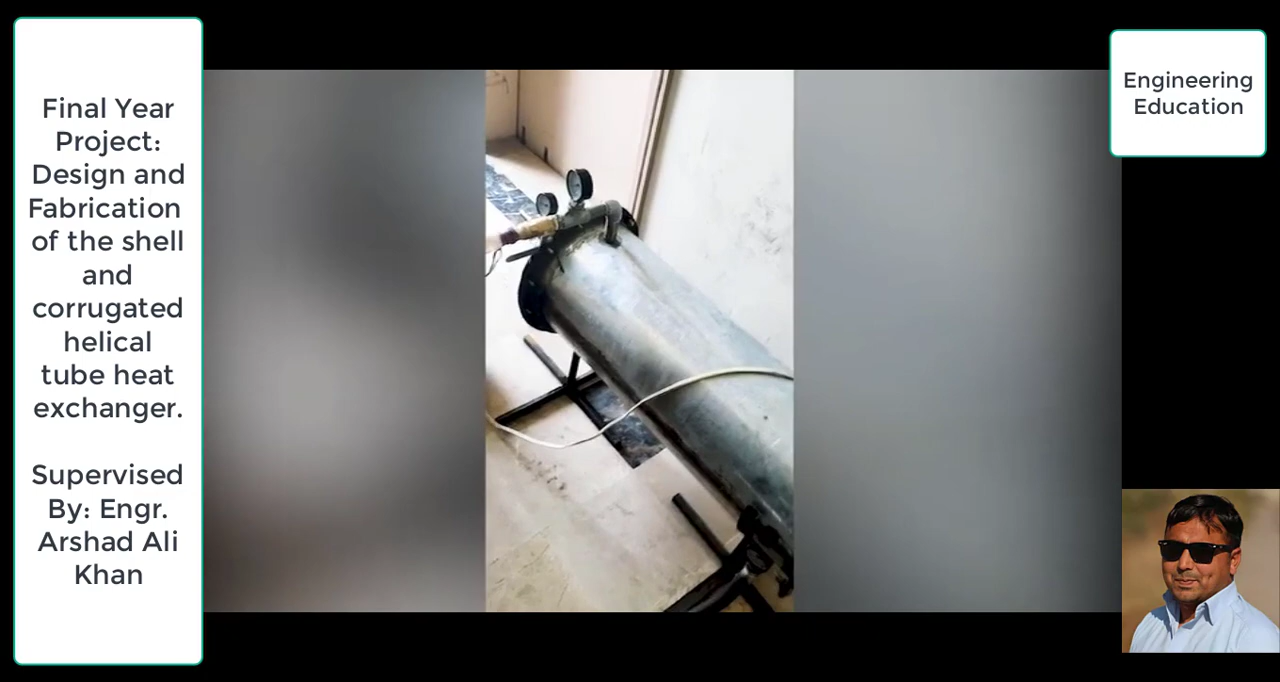 Final Year
Project:
Design and
Fabrication
of the shell
and
corrugated
helical
tube heat
exchanger.
Supervised
By: Engr.
Arshad Ali
Khan
Engineering
Education